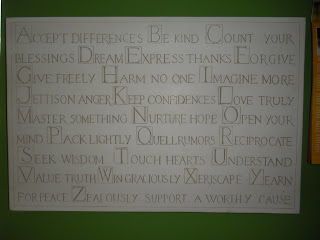 ACCEPT DIFFERENCES BE KIND COUNT YOUR
BLESSINGS DREAM EXPRESS THANKS FORGIVE
GIVE FREELY HARM NO ONE IMAGINE MORE
JETTISON ANGER KEEP CONFIDENCES LOVE TRULY
MASTER SOMETHING NURTURE HOPE OPEN YOUR
MIND PACK LIGHTLY QUELL RUMORS RECIPROCATE
SEEK WISDOM TOUCH HEARTS UNDERSTAND
VALUE TRUTH WIN GRACIOUSLY XERISCAPE YEARN
FOR PEACE ZEALOUSLY SUPPORT A WORTHY CAUSE